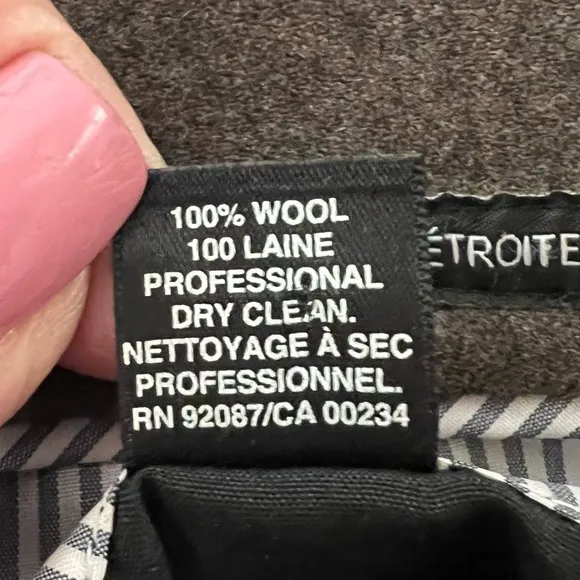 100% WOOL
100 LAINE
PROFESSIONAL
DRY CLEAN.
NETTOYAGE À SEC
PROFESSIONNEL.
RN 92087/CA 00234
ÉTROITE